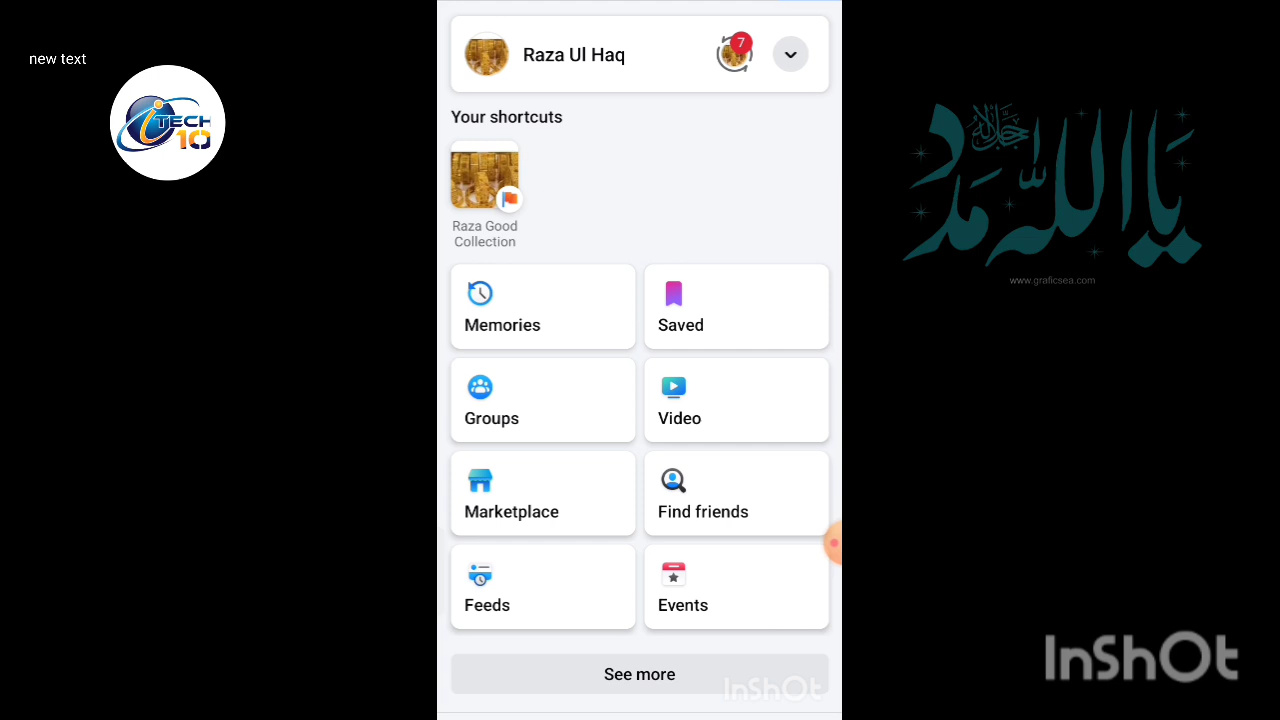 new text
iTECH
10
Raza Ul Haq
7
Your shortcuts
Raza Good
Collection
Memories
Saved
Groups
Video
Marketplace
Find friends
Feeds
Events
See more
InShOt
يا الله مدد
جل جلاله
www.graficsea.com
InShOt